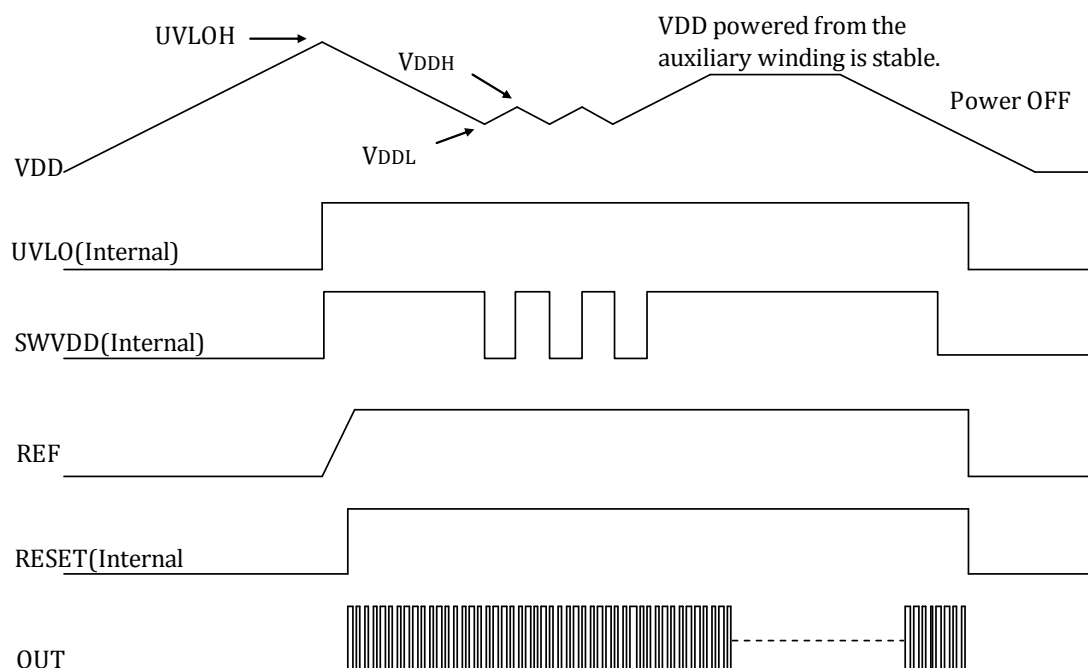 UVLOH
VDD powered from the
auxiliary winding is stable.
VDDH
Power OFF
VDDL
VDD
UVLO(Internal)
SWVDD(Internal)
REF
RESET(Internal
OUT